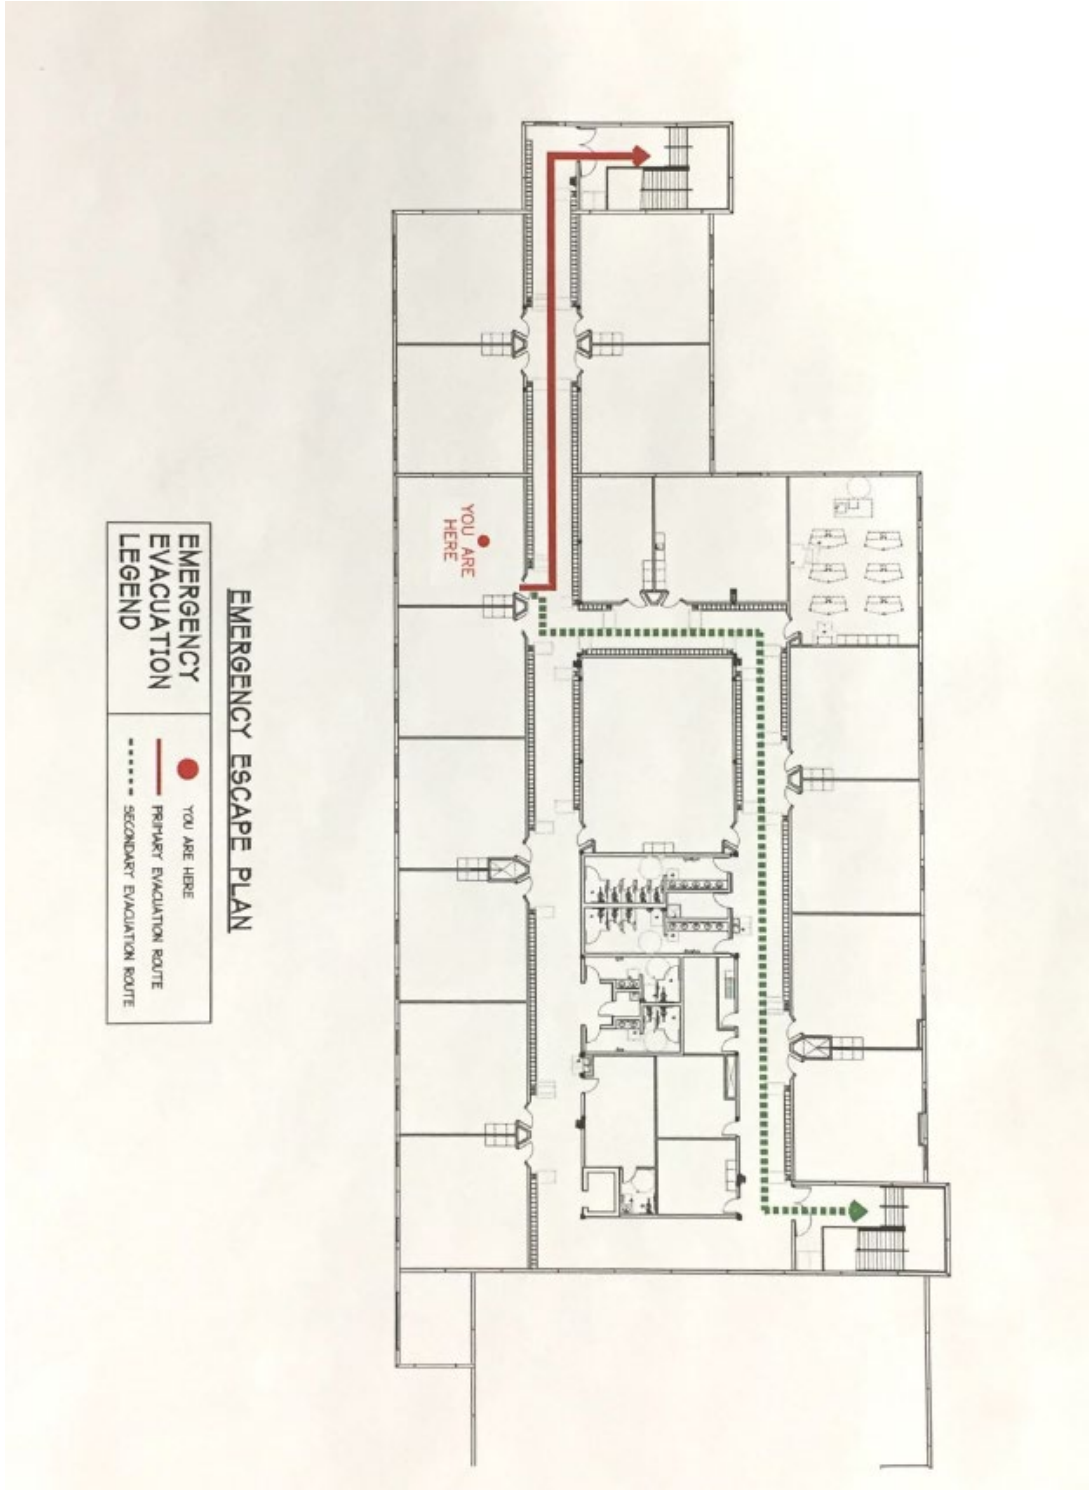 YOU ARE
HERE
EMERGENCY ESCAPE PLAN
EMERGENCY
EVACUATION
LEGEND
YOU ARE HERE
PRIMARY EVACUATION ROUTE
SECONDARY EVACUATION ROUTE